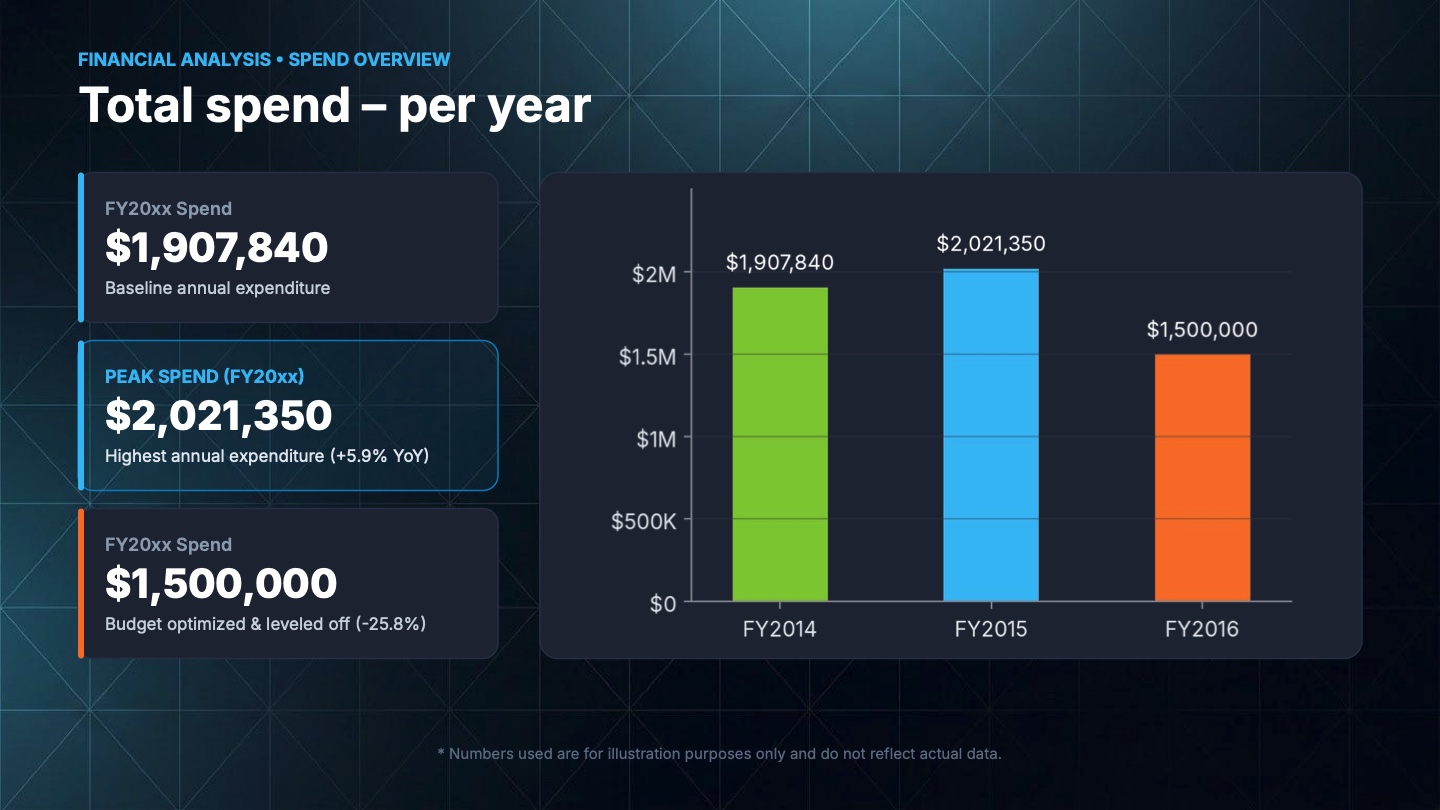 FINANCIAL ANALYSIS • SPEND OVERVIEW
Total spend – per year
FY20xx Spend
$1,907,840
Baseline annual expenditure
PEAK SPEND (FY20xx)
$2,021,350
Highest annual expenditure (+5.9% YoY)
FY20xx Spend
$1,500,000
Budget optimized & leveled off (-25.8%)
$2M
$1.5M
$1M
$500K
$0
$1,907,840
$2,021,350
$1,500,000
FY2014
FY2015
FY2016
* Numbers used are for illustration purposes only and do not reflect actual data.